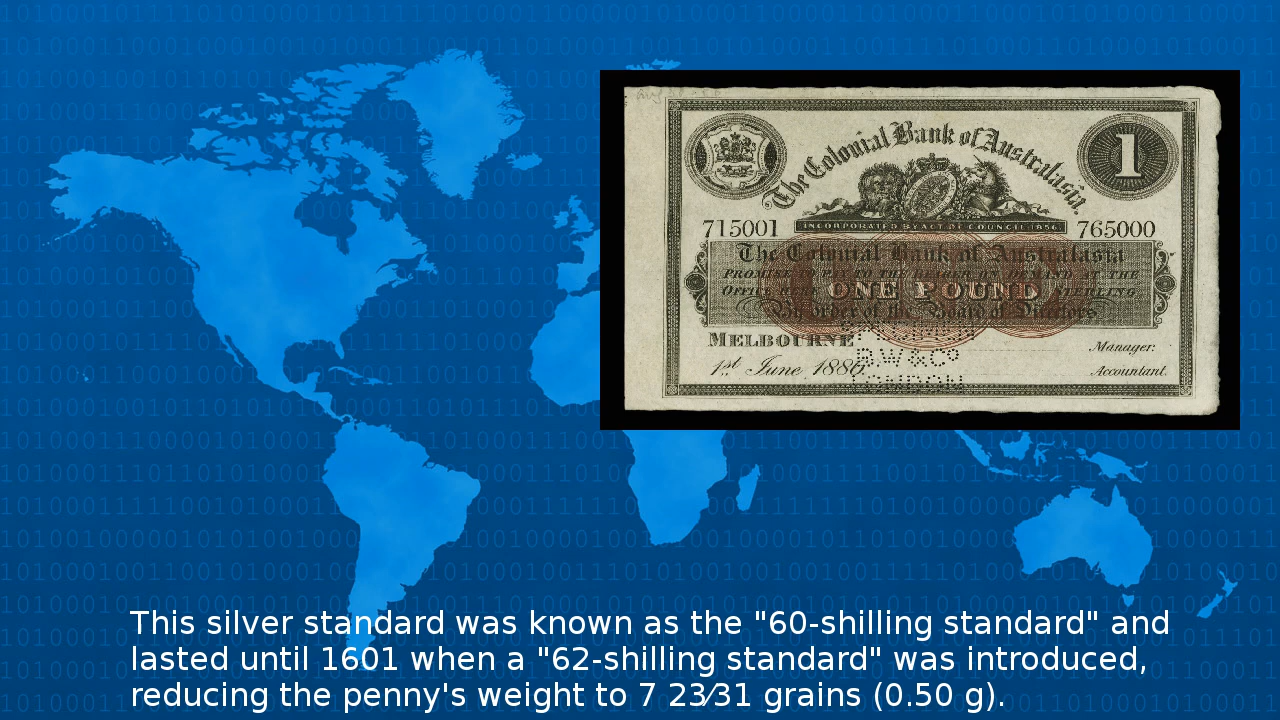 The Colonial Bank of Australasia.
1
715001
INCORPORATED BY ACT OF COUNCIL 1856.
765000
The Colonial Bank of Australasia
PROMISE TO PAY TO THE BEARER ON DEMAND AT THE
ONE POUND
By order of the Board of Directors
MELBOURNE
B.W&Co
Manager.
1st June 1886
LONDON
Accountant.
This silver standard was known as the "60-shilling standard" and
lasted until 1601 when a "62-shilling standard" was introduced,
reducing the penny's weight to 7 23⁄31 grains (0.50 g).